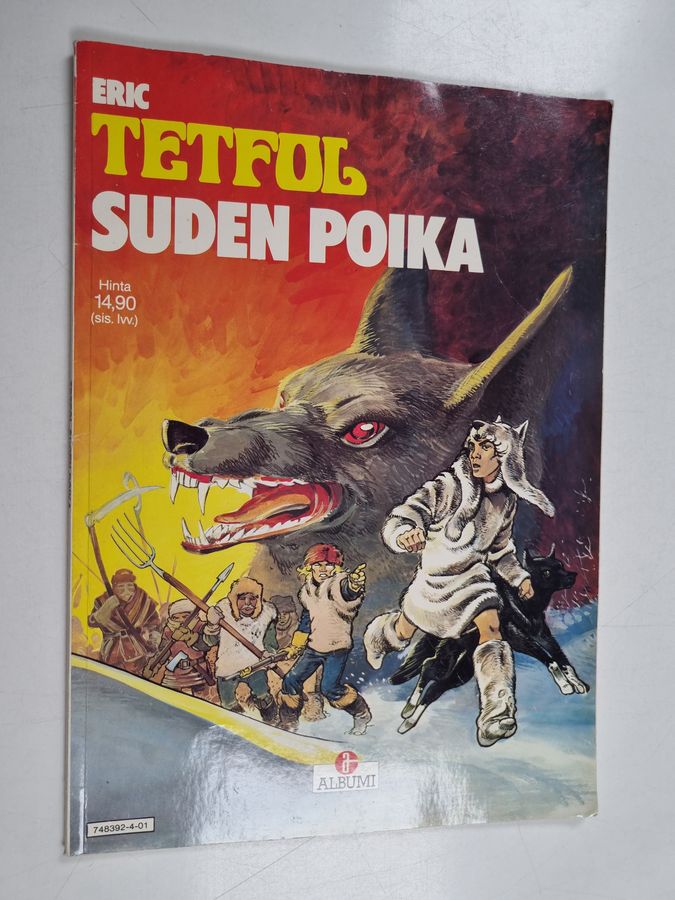 ERIC
TETFOL
SUDEN POIKA
Hinta
14,90
(sis. lvv.)
a
ALBUMI
748392-4-01